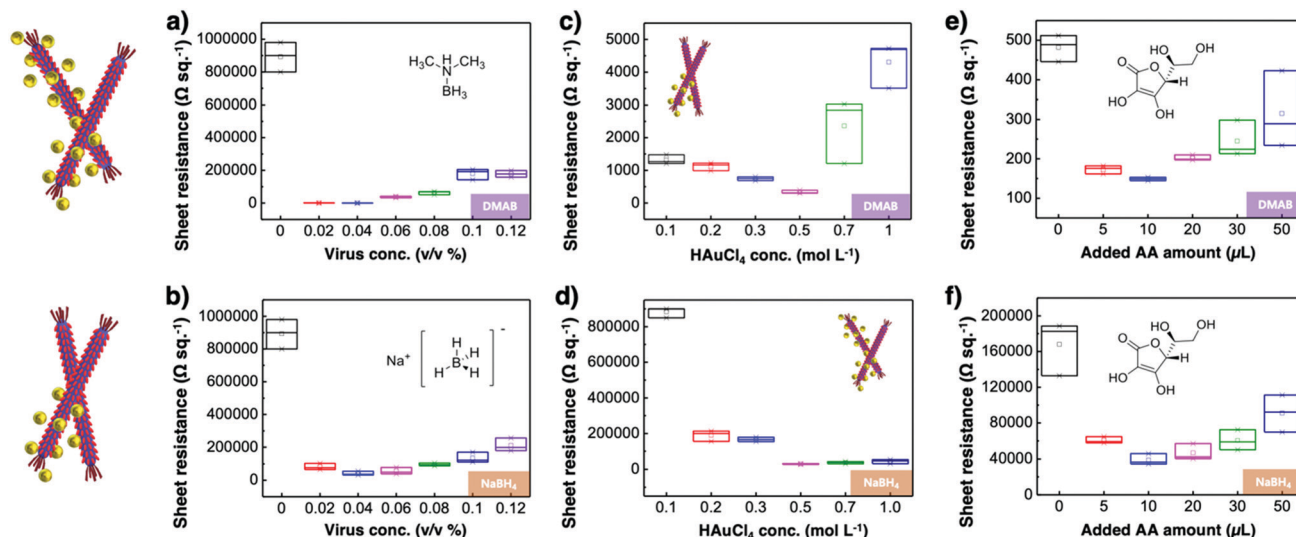 a)
Sheet resistance (Ω sq.⁻¹)
1000000
800000
600000
400000
200000
0
H
H₃C N CH₃
BH₃
DMAB
0 0.02 0.04 0.06 0.08 0.1 0.12
Virus conc. (v/v %)
c)
Sheet resistance (Ω sq.⁻¹)
5000
4000
3000
2000
1000
0
DMAB
0.1 0.2 0.3 0.5 0.7 1
HAuCl₄ conc. (mol L⁻¹)
e)
Sheet resistance (Ω sq.⁻¹)
500
400
300
200
100
HO OH
O O
H
HO OH
DMAB
0 5 10 20 30 50
Added AA amount (µL)
b)
Sheet resistance (Ω sq.⁻¹)
1000000
800000
600000
400000
200000
0
Na⁺ H -
B H
H H
NaBH₄
0 0.02 0.04 0.06 0.08 0.1 0.12
Virus conc. (v/v %)
d)
Sheet resistance (Ω sq.⁻¹)
800000
600000
400000
200000
0
NaBH₄
0.1 0.2 0.3 0.5 0.7 1.0
HAuCl₄ conc. (mol L⁻¹)
f)
Sheet resistance (Ω sq.⁻¹)
200000
160000
120000
80000
40000
0
HO OH
O O
H
HO OH
NaBH₄
0 5 10 20 30 50
Added AA amount (µL)